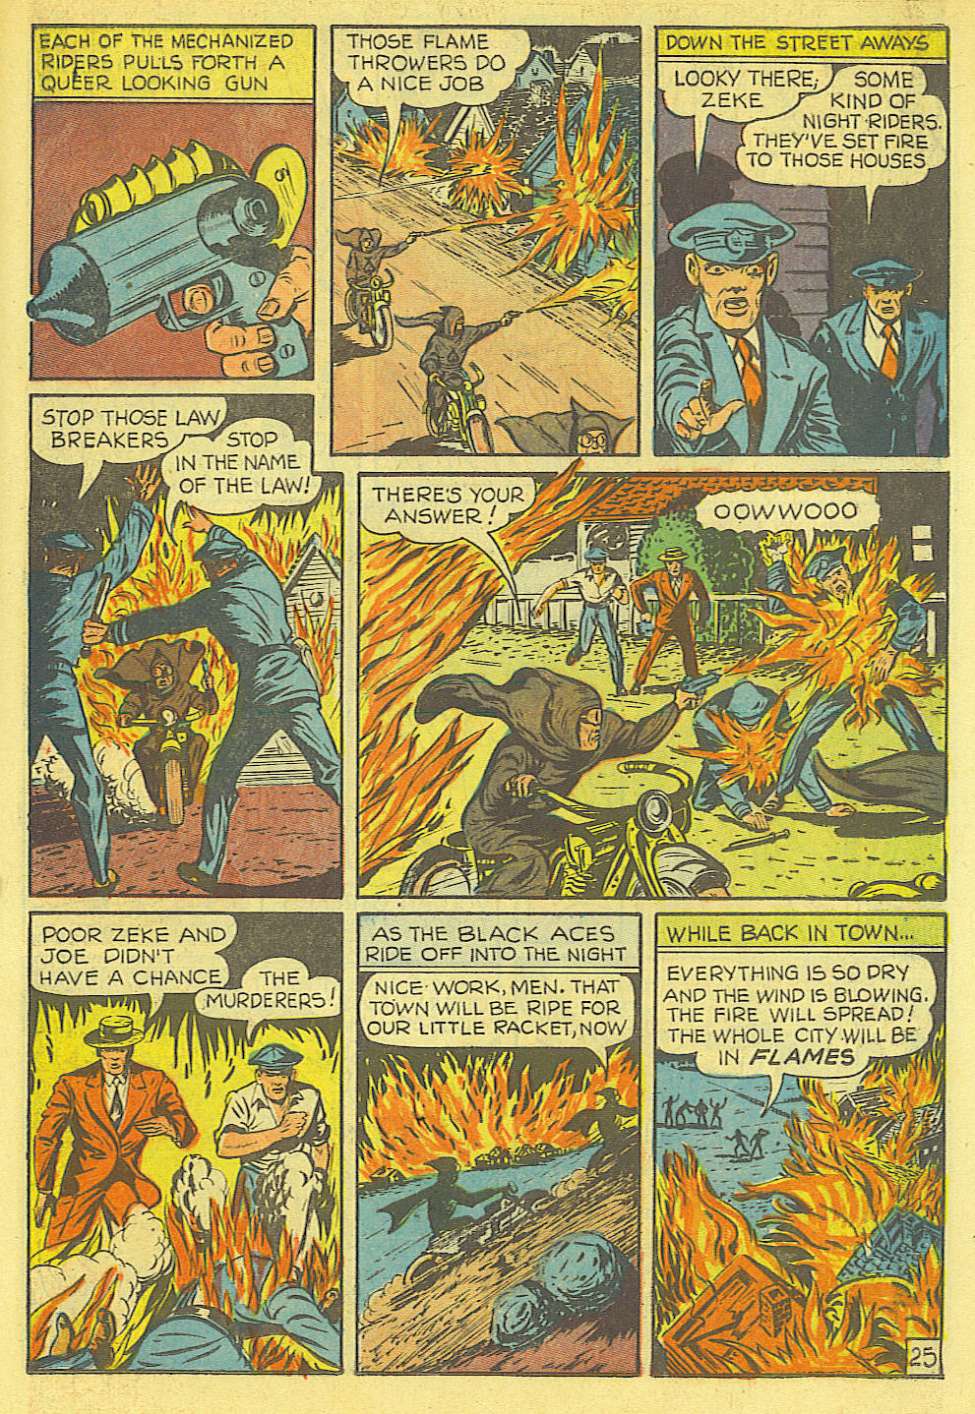 EACH OF THE MECHANIZED
RIDERS PULLS FORTH A
QUEER LOOKING GUN
THOSE FLAME
THROWERS DO
A NICE JOB
DOWN THE STREET AWAYS
LOOKY THERE,
ZEKE
SOME
KIND OF
NIGHT RIDERS.
THEY'VE SET FIRE
TO THOSE HOUSES
STOP THOSE LAW
BREAKERS
STOP
IN THE NAME
OF THE LAW!
THERE'S YOUR
ANSWER!
OOWWOOO
POOR ZEKE AND
JOE DIDN'T
HAVE A CHANCE
THE
MURDERERS!
AS THE BLACK ACES
RIDE OFF INTO THE NIGHT
NICE WORK, MEN. THAT
TOWN WILL BE RIPE FOR
OUR LITTLE RACKET, NOW
WHILE BACK IN TOWN...
EVERYTHING IS SO DRY
AND THE WIND IS BLOWING.
THE FIRE WILL SPREAD!
THE WHOLE CITY WILL BE
IN FLAMES
25